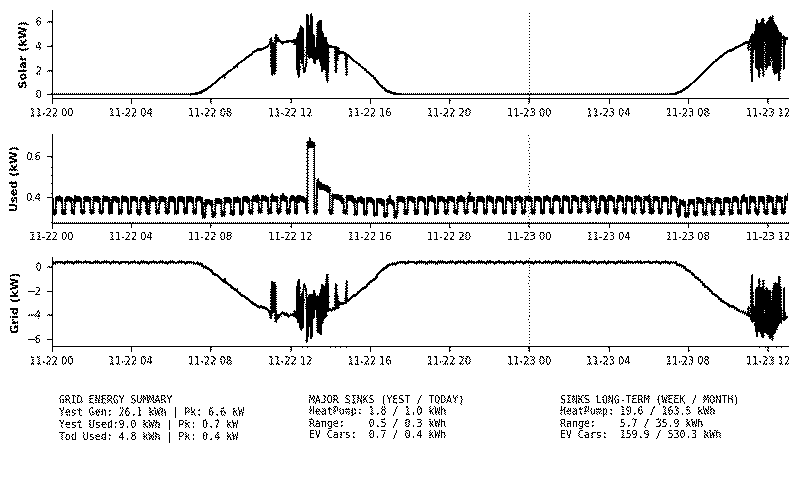 Solar (kW)
6
4
2
0
11-22 00 11-22 04 11-22 08 11-22 12 11-22 16 11-22 20 11-23 00 11-23 04 11-23 08 11-23 12
Used (kW)
0.6
0.4
11-22 00 11-22 04 11-22 08 11-22 12 11-22 16 11-22 20 11-23 00 11-23 04 11-23 08 11-23 12
Grid (kW)
0
−2
−4
−6
11-22 00 11-22 04 11-22 08 11-22 12 11-22 16 11-22 20 11-23 00 11-23 04 11-23 08 11-23 12
GRID ENERGY SUMMARY
Yest Gen: 26.1 kWh | Pk: 6.6 kW
Yest Used:9.0 kWh | Pk: 0.7 kW
Tod Used: 4.8 kWh | Pk: 0.4 kW
MAJOR SINKS (YEST / TODAY)
HeatPump: 1.8 / 1.0 kWh
Range: 0.5 / 0.3 kWh
EV Cars: 0.7 / 0.4 kWh
SINKS LONG-TERM (WEEK / MONTH)
HeatPump: 19.6 / 163.5 kWh
Range: 5.7 / 35.9 kWh
EV Cars: 159.9 / 530.3 kWh